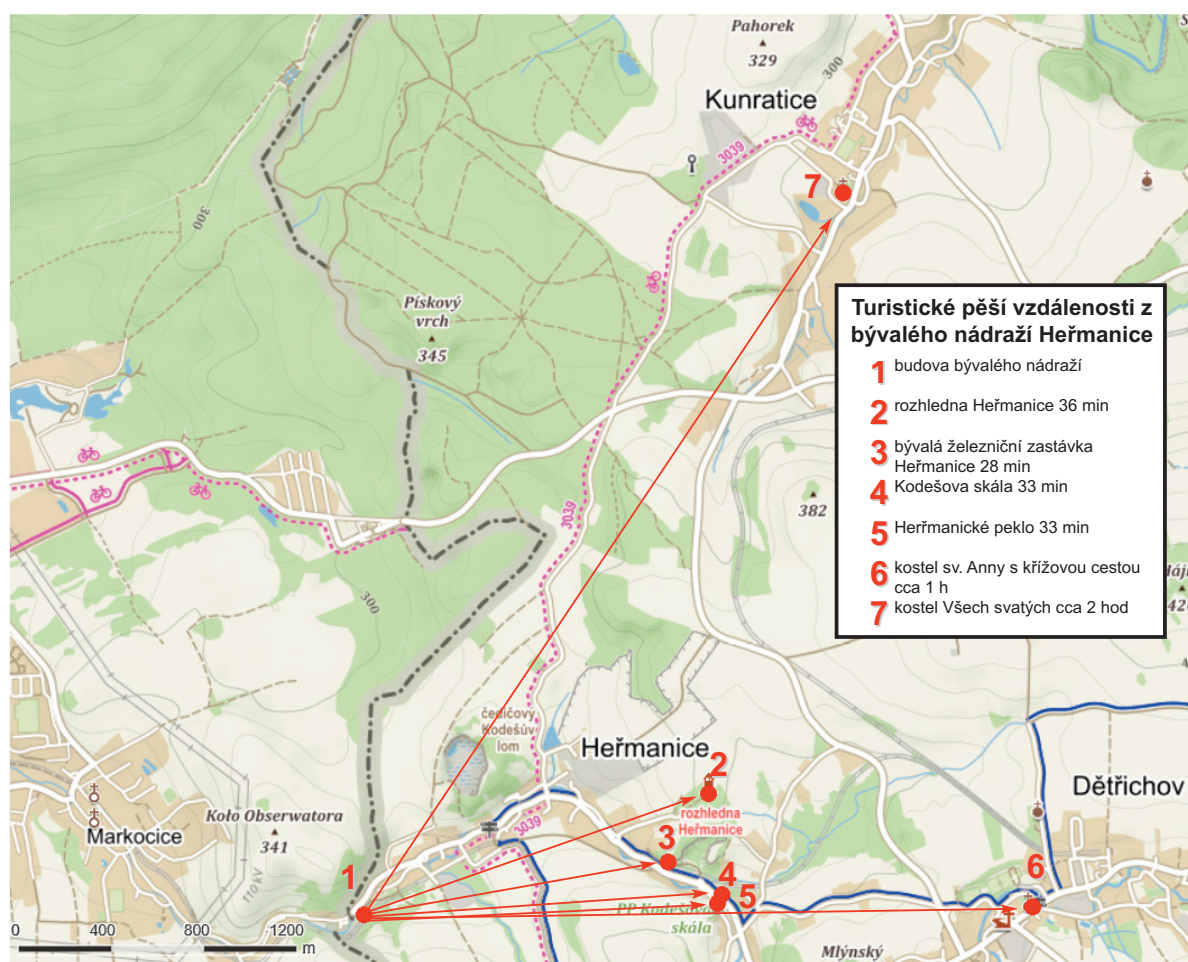 Pahorek
329
300
Kunratice
3039
7
300
Pískový
vrch
345
Turistické pěší vzdálenosti z
bývalého nádraží Heřmanice
1 budova bývalého nádraží
2 rozhledna Heřmanice 36 min
3 bývalá železniční zastávka
Heřmanice 28 min
4 Kodešova skála 33 min
5 Herřmanické peklo 33 min
6 kostel sv. Anny s křížovou cestou
cca 1 h
7 kostel Všech svatých cca 2 hod
382
3039
300
čedičový
Kodešův
lom
Heřmanice
2
rozhledna
Heřmanice
Dětřichov
Koło Obserwatora
341
Markocice
3039
110 kV
1
3
4
5
6
PP Kodešova
skála
Mlýnský
0 400 800 1200
m